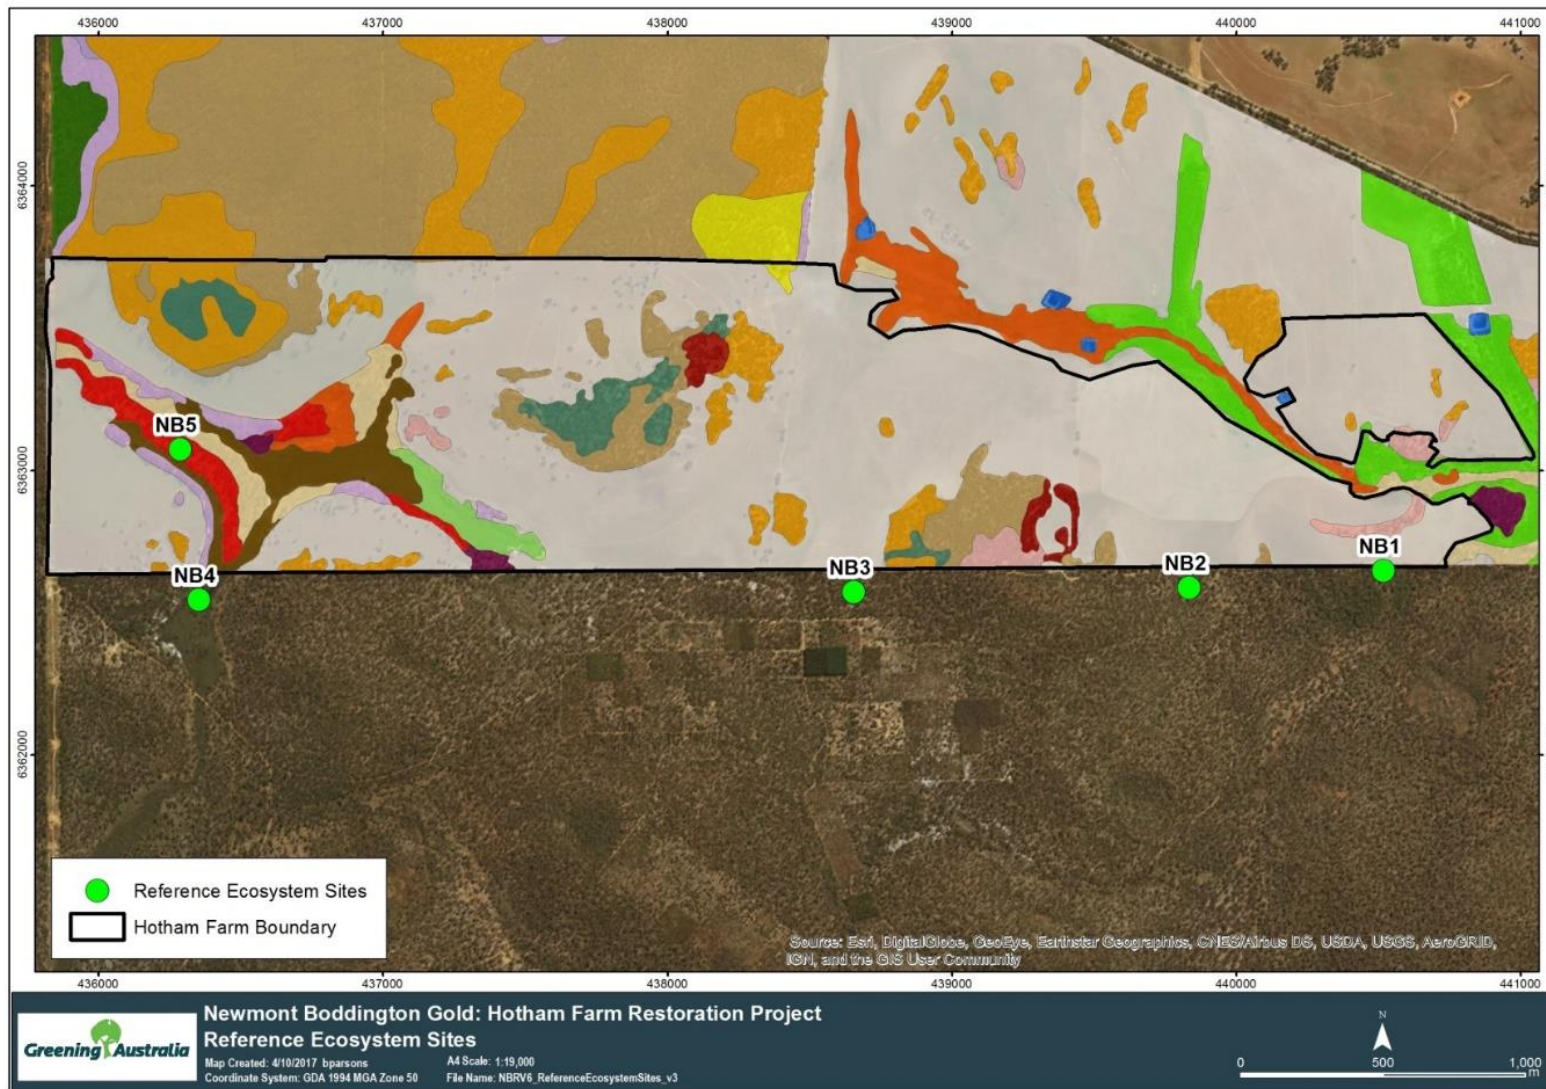 436000 437000 438000 439000 440000 441000
6364000
6363000
6362000
NB5
NB4
NB3
NB2
NB1
Reference Ecosystem Sites
Hotham Farm Boundary
Source: Esri, DigitalGlobe, GeoEye, Earthstar Geographics, CNES/Airbus DS, USDA, USGS, AeroGRID,
IGN, and the GIS User Community
436000 437000 438000 439000 440000 441000
Greening Australia
Newmont Boddington Gold: Hotham Farm Restoration Project
Reference Ecosystem Sites
Map Created: 4/10/2017 bparsons A4 Scale: 1:19,000
Coordinate System: GDA 1994 MGA Zone 50 File Name: NBRV6_ReferenceEcosystemSites_v3
N
0 500 1,000
m